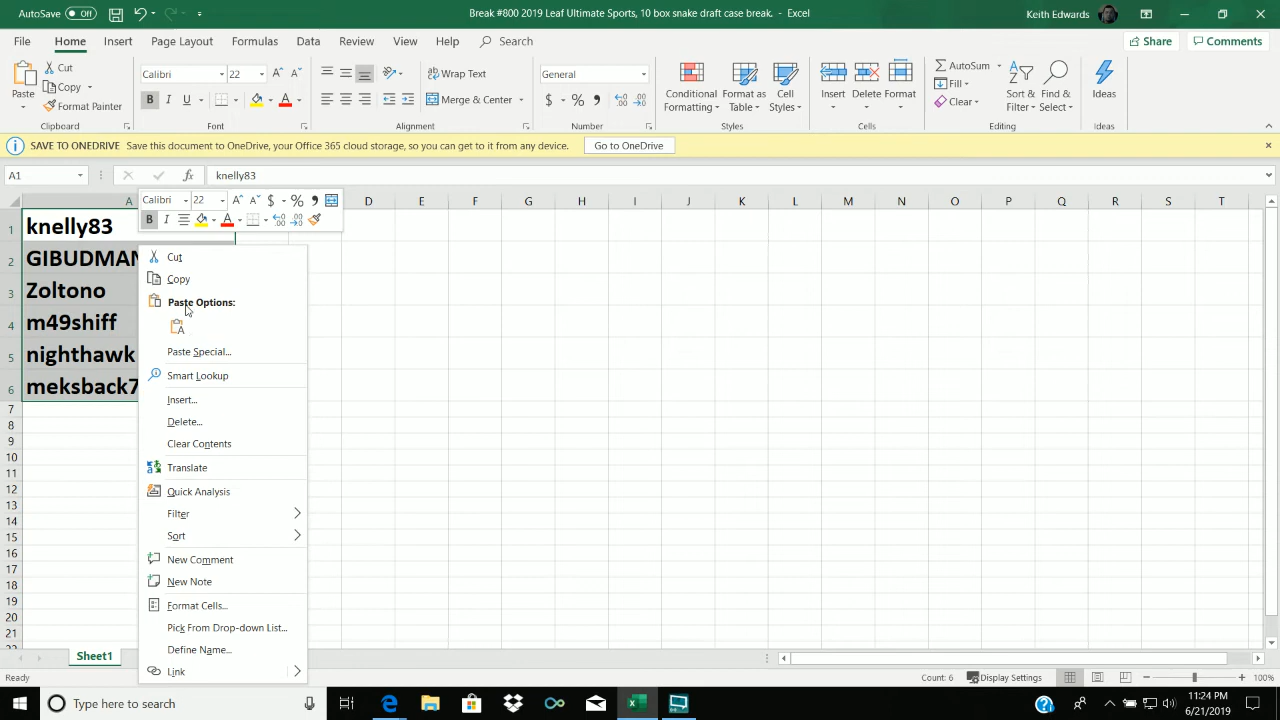 AutoSave Off Break #800 2019 Leaf Ultimate Sports, 10 box snake draft case break. - Excel Keith Edwards
File Home Insert Page Layout Formulas Data Review View Help Search Share Comments
Paste Cut Copy Format Painter
Calibri 22 A A B I U A
Wrap Text Merge & Center
General $ % ,
Conditional Formatting Format as Table Cell Styles
Insert Delete Format
AutoSum Fill Clear Sort & Filter Find & Select
Ideas
Clipboard Font Alignment Number Styles Cells Editing Ideas
SAVE TO ONEDRIVE Save this document to OneDrive, your Office 365 cloud storage, so you can get to it from any device. Go to OneDrive
A1 fx knelly83
Calibri 22 A A $ % ,
B I A
A D E F G H I J K L M N O P Q R S T
1 knelly83
2 GIBUDMAN
3 Zoltono
4 m49shiff
5 nighthawk
6 meksback7
7
8
9
10
11
12
13
14
15
16
17
18
19
20
21
Cut
Copy
Paste Options:
A
Paste Special...
Smart Lookup
Insert...
Delete...
Clear Contents
Translate
Quick Analysis
Filter
Sort
New Comment
New Note
Format Cells...
Pick From Drop-down List...
Define Name...
Link
Sheet1
Ready Count: 6 Display Settings 100%
Type here to search
11:24 PM
6/21/2019